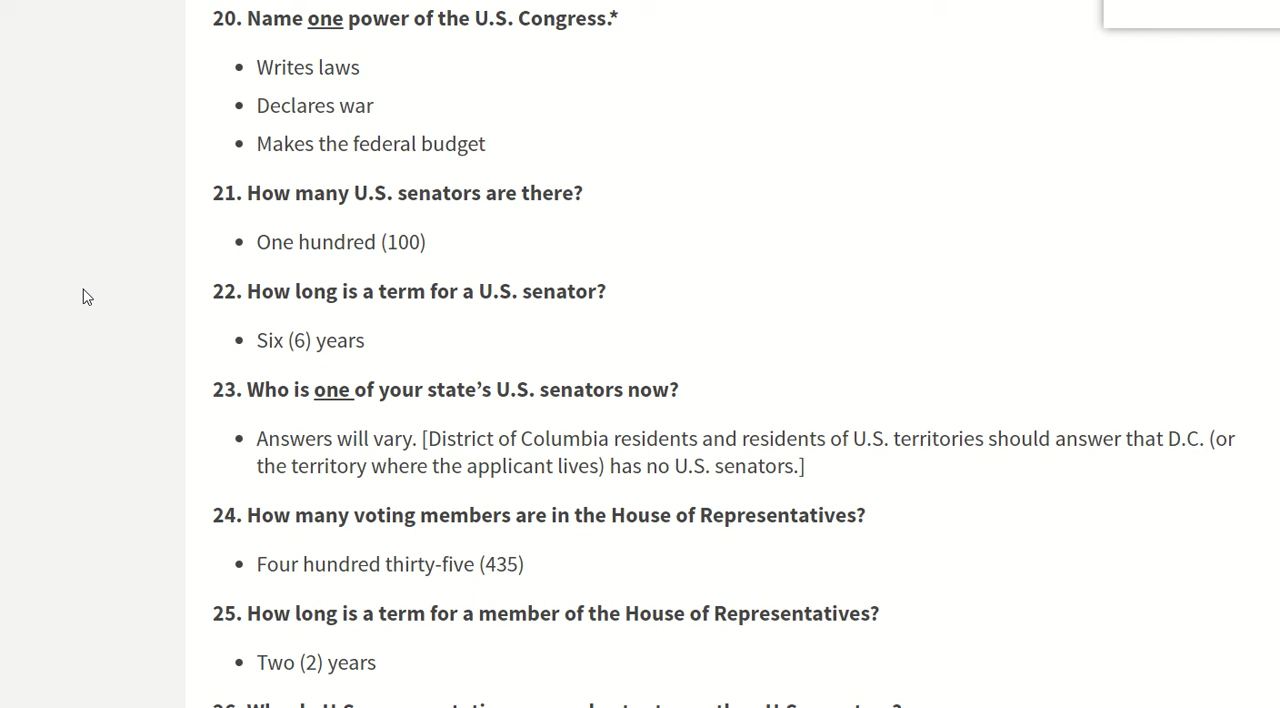 20. Name one power of the U.S. Congress.*
• Writes laws
• Declares war
• Makes the federal budget
21. How many U.S. senators are there?
• One hundred (100)
22. How long is a term for a U.S. senator?
• Six (6) years
23. Who is one of your state’s U.S. senators now?
• Answers will vary. [District of Columbia residents and residents of U.S. territories should answer that D.C. (or
the territory where the applicant lives) has no U.S. senators.]
24. How many voting members are in the House of Representatives?
• Four hundred thirty-five (435)
25. How long is a term for a member of the House of Representatives?
• Two (2) years